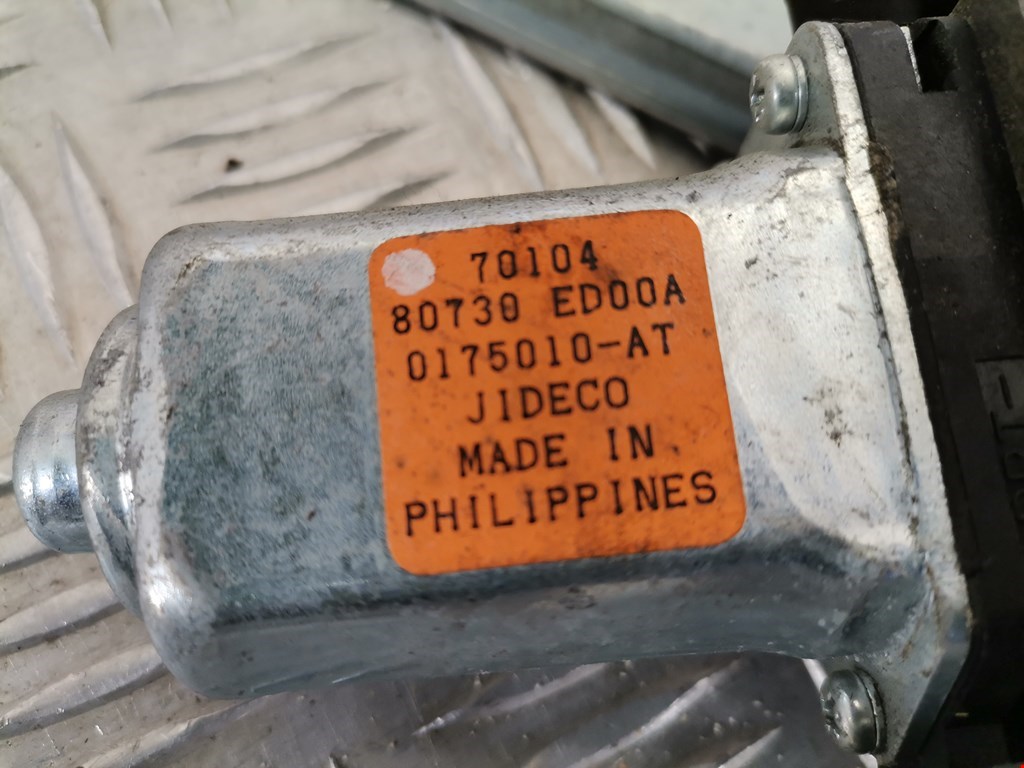 70104
80730 ED00A
0175010-AT
JIDECO
MADE IN
PHILIPPINES